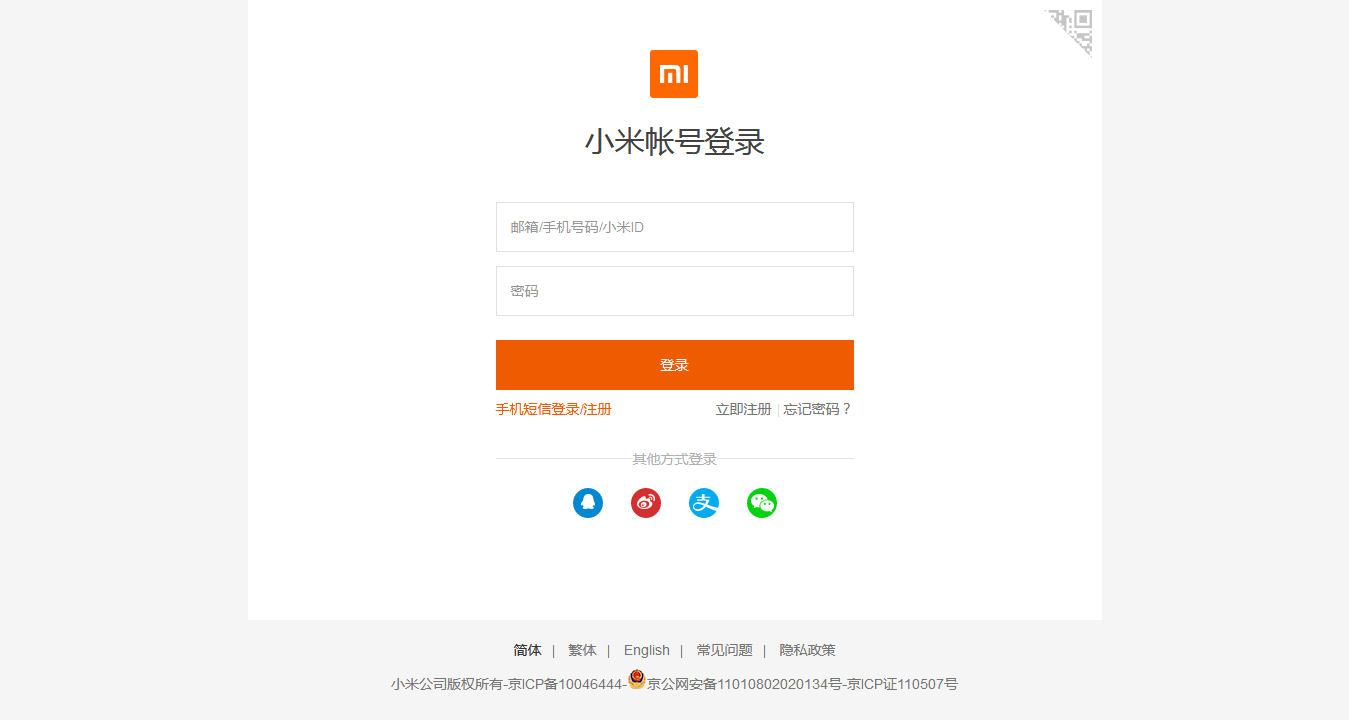 小米帐号登录
邮箱/手机号码/小米ID
密码
登录
手机短信登录/注册 立即注册 | 忘记密码？
其他方式登录
支
简体 | 繁体 | English | 常见问题 | 隐私政策
小米公司版权所有-京ICP备10046444-京公网安备11010802020134号-京ICP证110507号